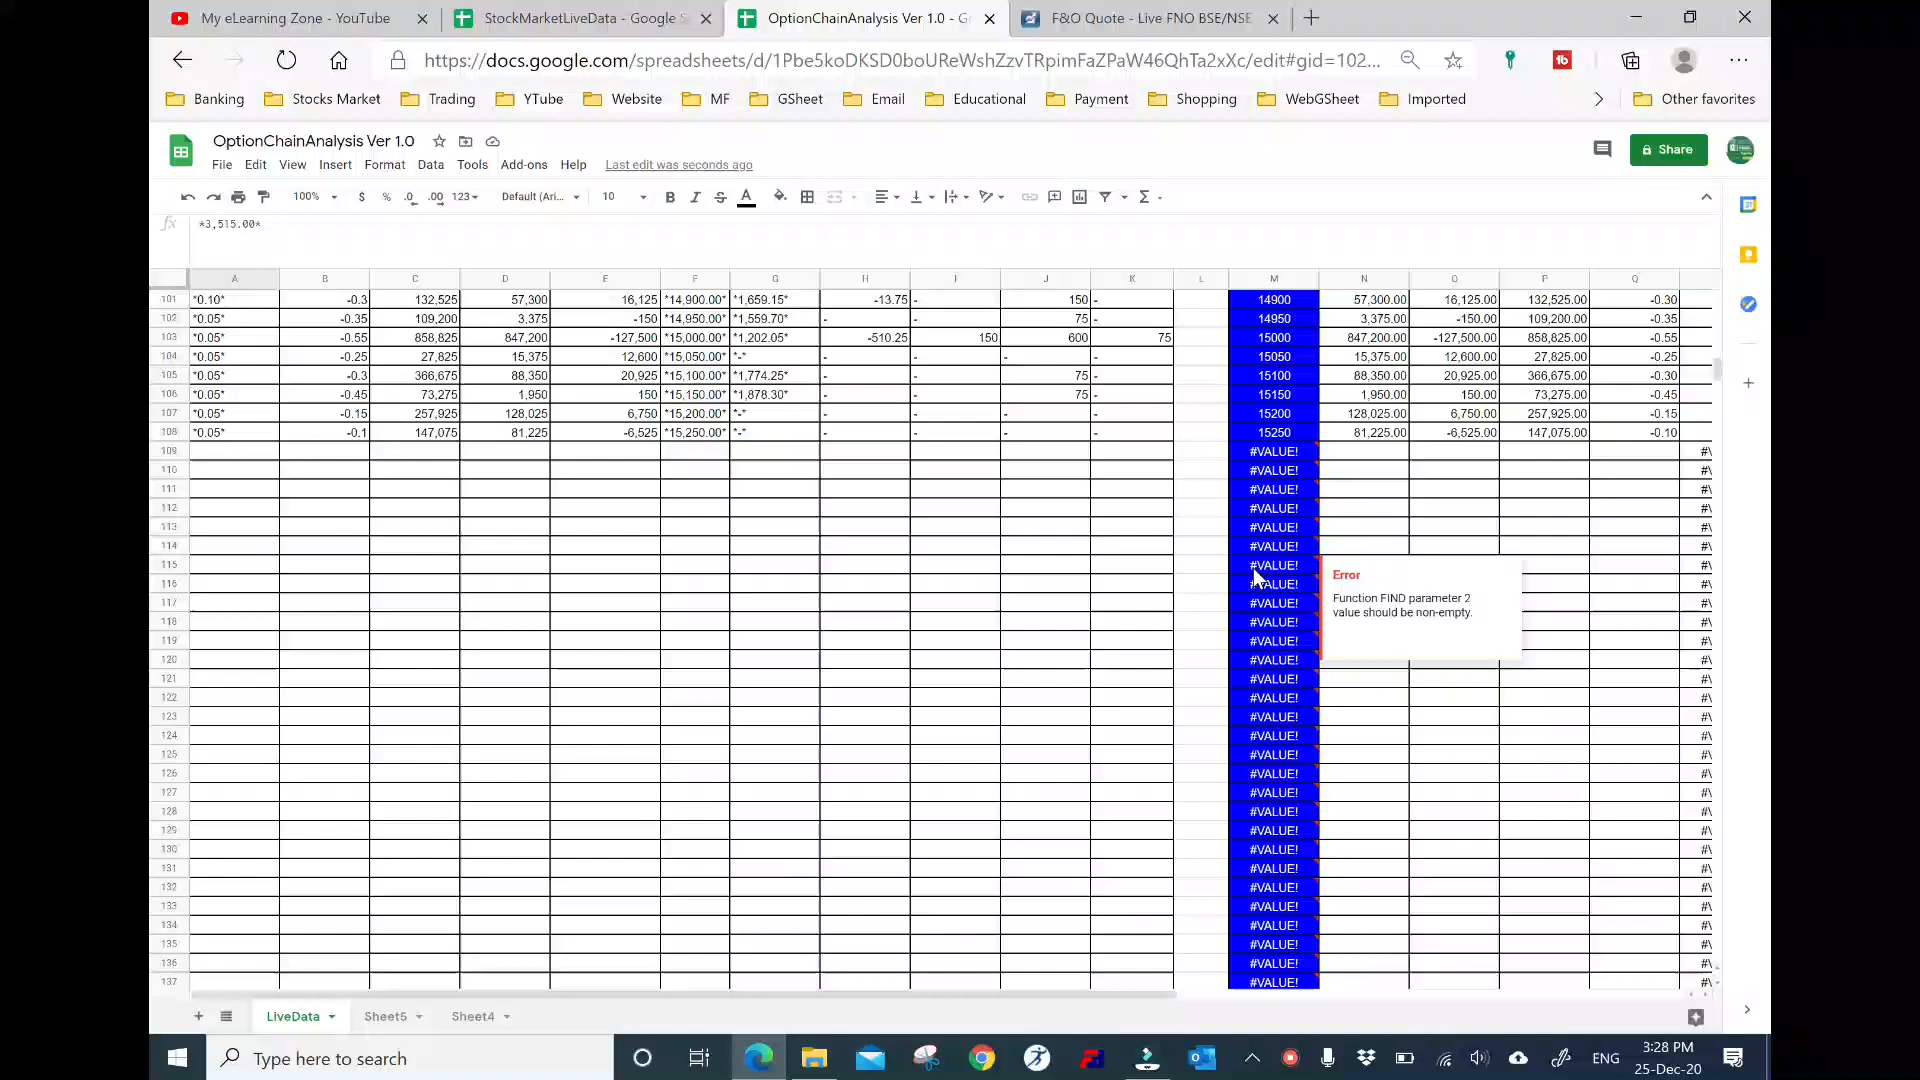 My eLearning Zone - YouTube
StockMarketLiveData - Google S
OptionChainAnalysis Ver 1.0 - G
F&O Quote - Live FNO BSE/NSE
https://docs.google.com/spreadsheets/d/1Pbe5koDKSD0boUReWshZzvTRpimFaZPaW46QhTa2xXc/edit#gid=102...
Banking Stocks Market Trading YTube Website MF GSheet Email Educational Payment Shopping WebGSheet Imported Other favorites
OptionChainAnalysis Ver 1.0
Share
File Edit View Insert Format Data Tools Add-ons Help Last edit was seconds ago
100% $ % .0 .00 123 Default (Ari... 10 B I S A Σ
fx *3,515.00*
A B C D E F G H I J K L M N O P Q
101 *0.10* -0.3 132,525 57,300 16,125 *14,900.00* *1,659.15* -13.75 - 150 - 14900 57,300.00 16,125.00 132,525.00 -0.30
102 *0.05* -0.35 109,200 3,375 -150 *14,950.00* *1,559.70* - - 75 - 14950 3,375.00 -150.00 109,200.00 -0.35
103 *0.05* -0.55 858,825 847,200 -127,500 *15,000.00* *1,202.05* -510.25 150 600 75 15000 847,200.00 -127,500.00 858,825.00 -0.55
104 *0.05* -0.25 27,825 15,375 12,600 *15,050.00* *-* - - - - 15050 15,375.00 12,600.00 27,825.00 -0.25
105 *0.05* -0.3 366,675 88,350 20,925 *15,100.00* *1,774.25* - - 75 - 15100 88,350.00 20,925.00 366,675.00 -0.30
106 *0.05* -0.45 73,275 1,950 150 *15,150.00* *1,878.30* - - 75 - 15150 1,950.00 150.00 73,275.00 -0.45
107 *0.05* -0.15 257,925 128,025 6,750 *15,200.00* *-* - - - - 15200 128,025.00 6,750.00 257,925.00 -0.15
108 *0.05* -0.1 147,075 81,225 -6,525 *15,250.00* *-* - - - - 15250 81,225.00 -6,525.00 147,075.00 -0.10
109 #VALUE! #\
110 #VALUE! #\
111 #VALUE! #\
112 #VALUE! #\
113 #VALUE! #\
114 #VALUE! #\
115 #VALUE! #\
Error
116 #VALUE! #\
Function FIND parameter 2
117 #VALUE! #\
value should be non-empty.
118 #VALUE! #\
119 #VALUE! #\
120 #VALUE! #\
121 #VALUE! #\
122 #VALUE! #\
123 #VALUE! #\
124 #VALUE! #\
125 #VALUE! #\
126 #VALUE! #\
127 #VALUE! #\
128 #VALUE! #\
129 #VALUE! #\
130 #VALUE! #\
131 #VALUE! #\
132 #VALUE! #\
133 #VALUE! #\
134 #VALUE! #\
135 #VALUE! #\
136 #VALUE! #\
137 #VALUE! #\
LiveData Sheet5 Sheet4
Type here to search
ENG
3:28 PM
25-Dec-20